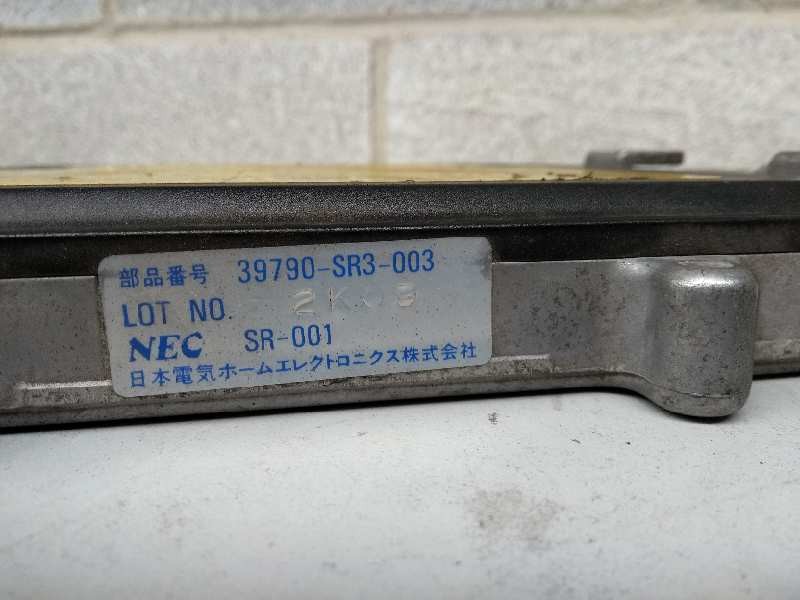 部品番号 39790-SR3-003
LOT NO. 2K03
NEC SR-001
日本電気ホームエレクトロニクス株式会社